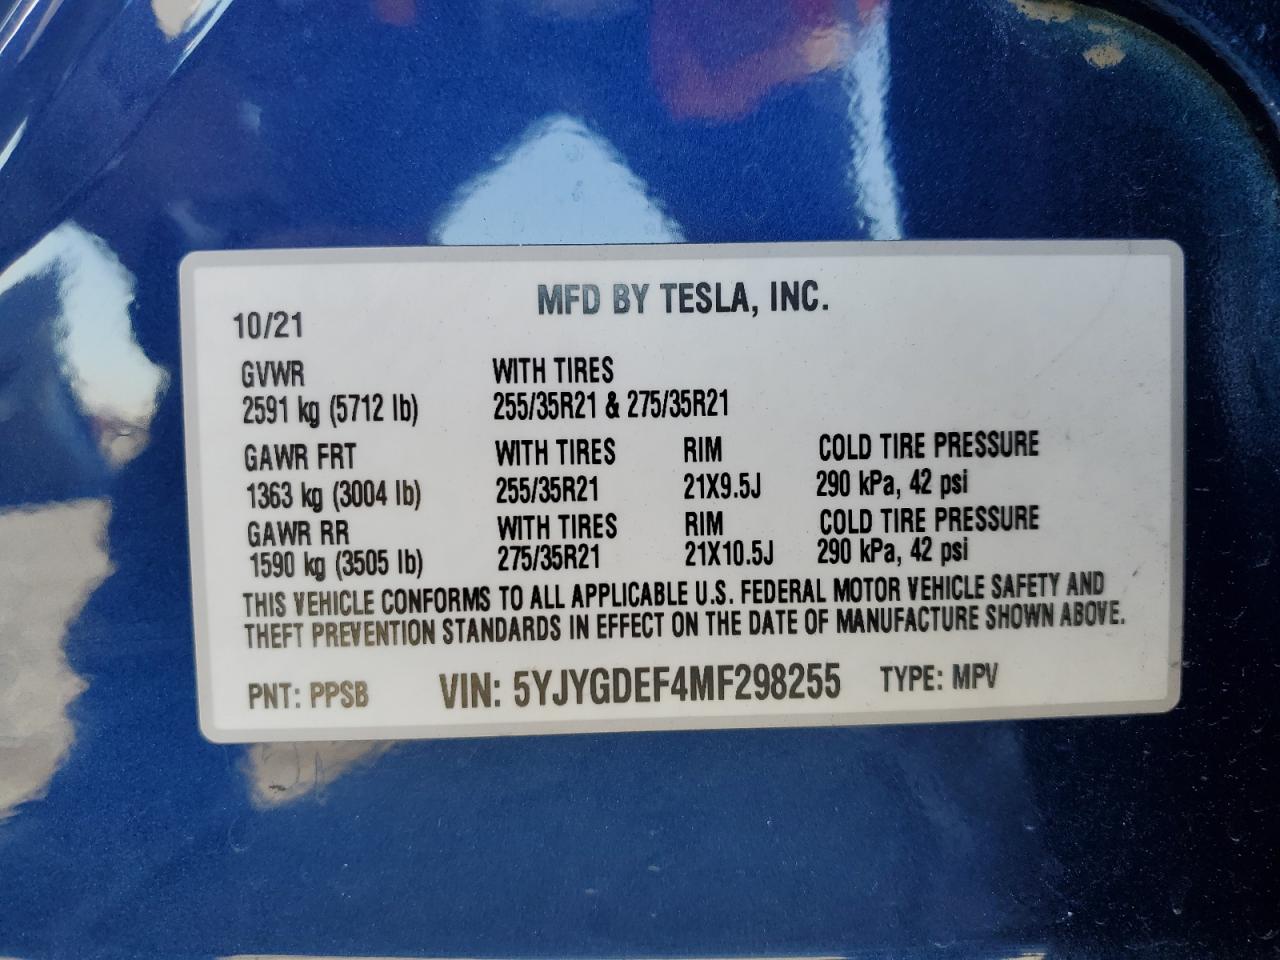 MFD BY TESLA, INC.
10/21
GVWR WITH TIRES
2591 kg (5712 lb) 255/35R21 & 275/35R21
GAWR FRT WITH TIRES RIM COLD TIRE PRESSURE
1363 kg (3004 lb) 255/35R21 21X9.5J 290 kPa, 42 psi
GAWR RR WITH TIRES RIM COLD TIRE PRESSURE
1590 kg (3505 lb) 275/35R21 21X10.5J 290 kPa, 42 psi
THIS VEHICLE CONFORMS TO ALL APPLICABLE U.S. FEDERAL MOTOR VEHICLE SAFETY AND
THEFT PREVENTION STANDARDS IN EFFECT ON THE DATE OF MANUFACTURE SHOWN ABOVE.
PNT: PPSB VIN: 5YJYGDEF4MF298255 TYPE: MPV